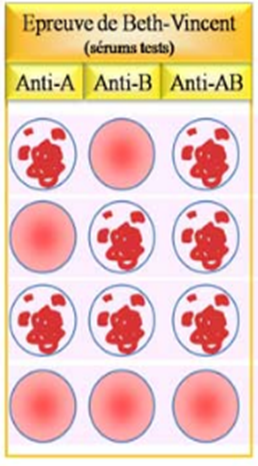 Epreuve de Beth-Vincent
(sérums tests)
Anti-A Anti-B Anti-AB